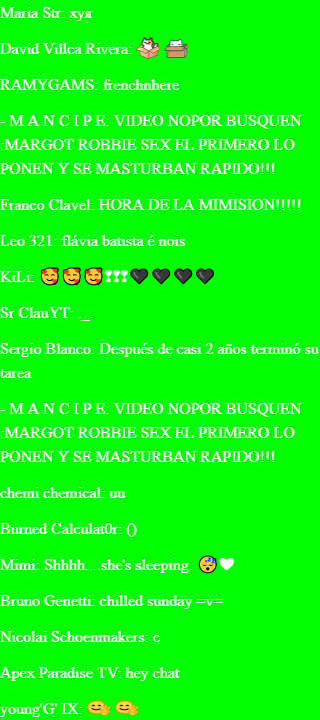 Maria Str: хуя
David Villca Rivera:
RAMYGAMS: frenchnhere
- M A N C I P E: VIDEO NOPOR BUSQUEN
:MARGOT ROBBIE SEX EL PRIMERO LO
PONEN Y SE MASTURBAN RAPIDO!!!
Franco Clavel: HORA DE LA MIMISION!!!!!
Leo 321: flávia batista é nois
KiLi: 🥰🥰🥰❣❣❣🖤🖤🖤🖤
Sr ClauYT: ._.
Sergio Blanco: Después de casi 2 años terminó su
tarea
- M A N C I P E: VIDEO NOPOR BUSQUEN
:MARGOT ROBBIE SEX EL PRIMERO LO
PONEN Y SE MASTURBAN RAPIDO!!!
chemi chemical: uu
Burned Calculat0r: ()
Mimi: Shhhh....she's sleeping. 😴🤍
Bruno Genetti: chilled sunday =v=
Nicolai Schoenmakers: c
Apex Paradise TV: hey chat
young'G' IX: 🤗 🤗